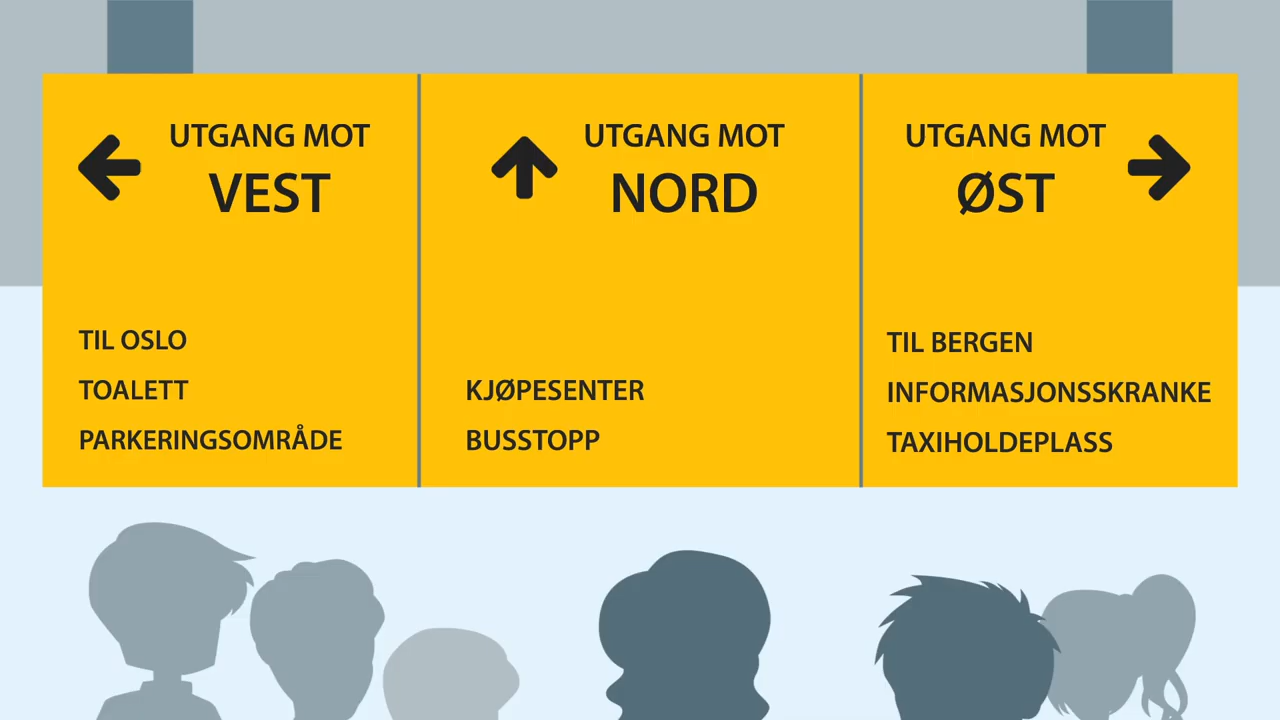 UTGANG MOT
VEST
TIL OSLO
TOALETT
PARKERINGSOMRÅDE
UTGANG MOT
NORD
KJØPESENTER
BUSSTOPP
UTGANG MOT
ØST
TIL BERGEN
INFORMASJONSSKRANKE
TAXIHOLDEPLASS